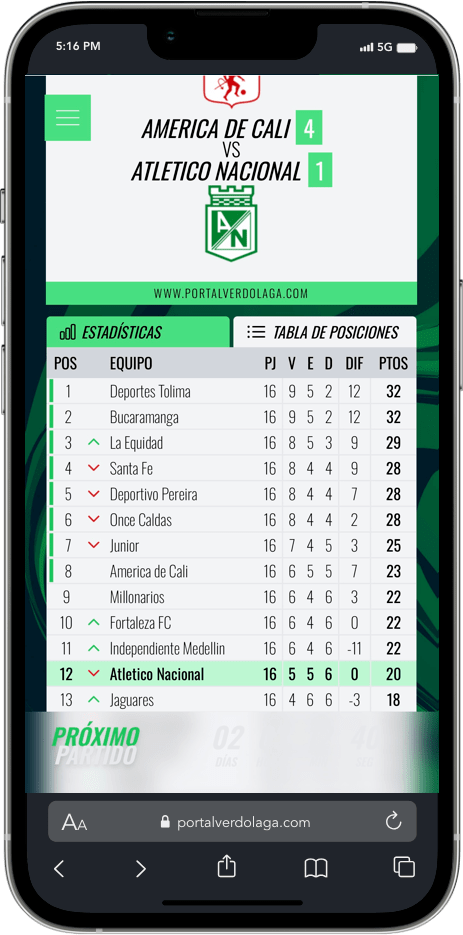 5:16 PM 5G
AMERICA DE CALI 4
VS
ATLETICO NACIONAL 1
AN
WWW.PORTALVERDOLAGA.COM
ESTADÍSTICAS TABLA DE POSICIONES
POS EQUIPO PJ V E D DIF PTOS
1 Deportes Tolima 16 9 5 2 12 32
2 Bucaramanga 16 9 5 2 12 32
3 La Equidad 16 8 5 3 9 29
4 Santa Fe 16 8 4 4 9 28
5 Deportivo Pereira 16 8 4 4 7 28
6 Once Caldas 16 8 4 4 2 28
7 Junior 16 7 4 5 3 25
8 America de Cali 16 6 5 5 7 23
9 Millonarios 16 6 4 6 3 22
10 Fortaleza FC 16 6 4 6 0 22
11 Independiente Medellin 16 6 4 6 -11 22
12 Atletico Nacional 16 5 5 6 0 20
13 Jaguares 16 4 6 6 -3 18
PRÓXIMO 02
PARTIDO DÍAS
AA portalverdolaga.com